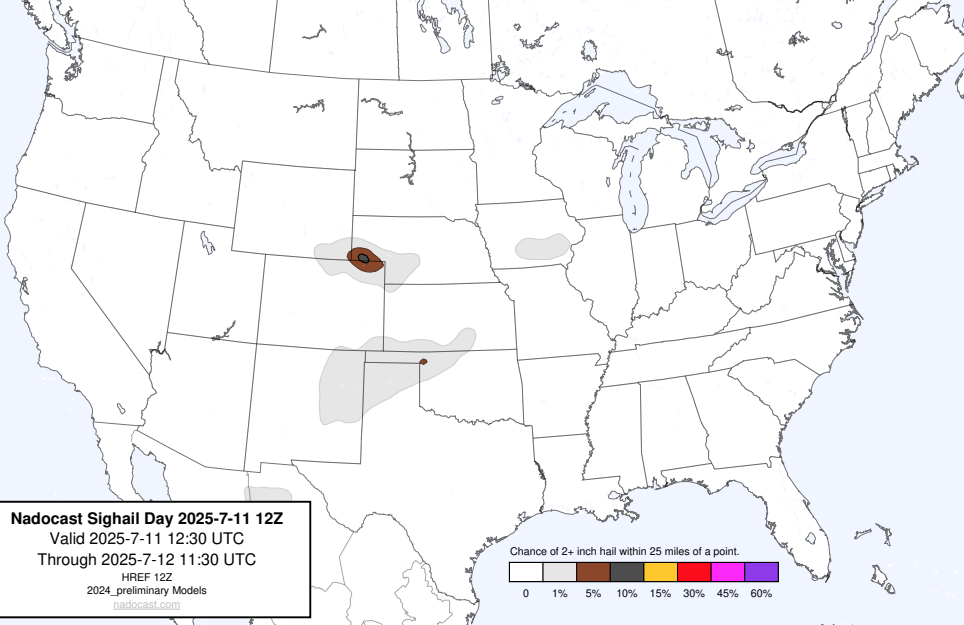 Nadocast Sighail Day 2025-7-11 12Z
Valid 2025-7-11 12:30 UTC
Through 2025-7-12 11:30 UTC
HREF 12Z
2024_preliminary Models
nadocast.com
Chance of 2+ inch hail within 25 miles of a point.
0 1% 5% 10% 15% 30% 45% 60%